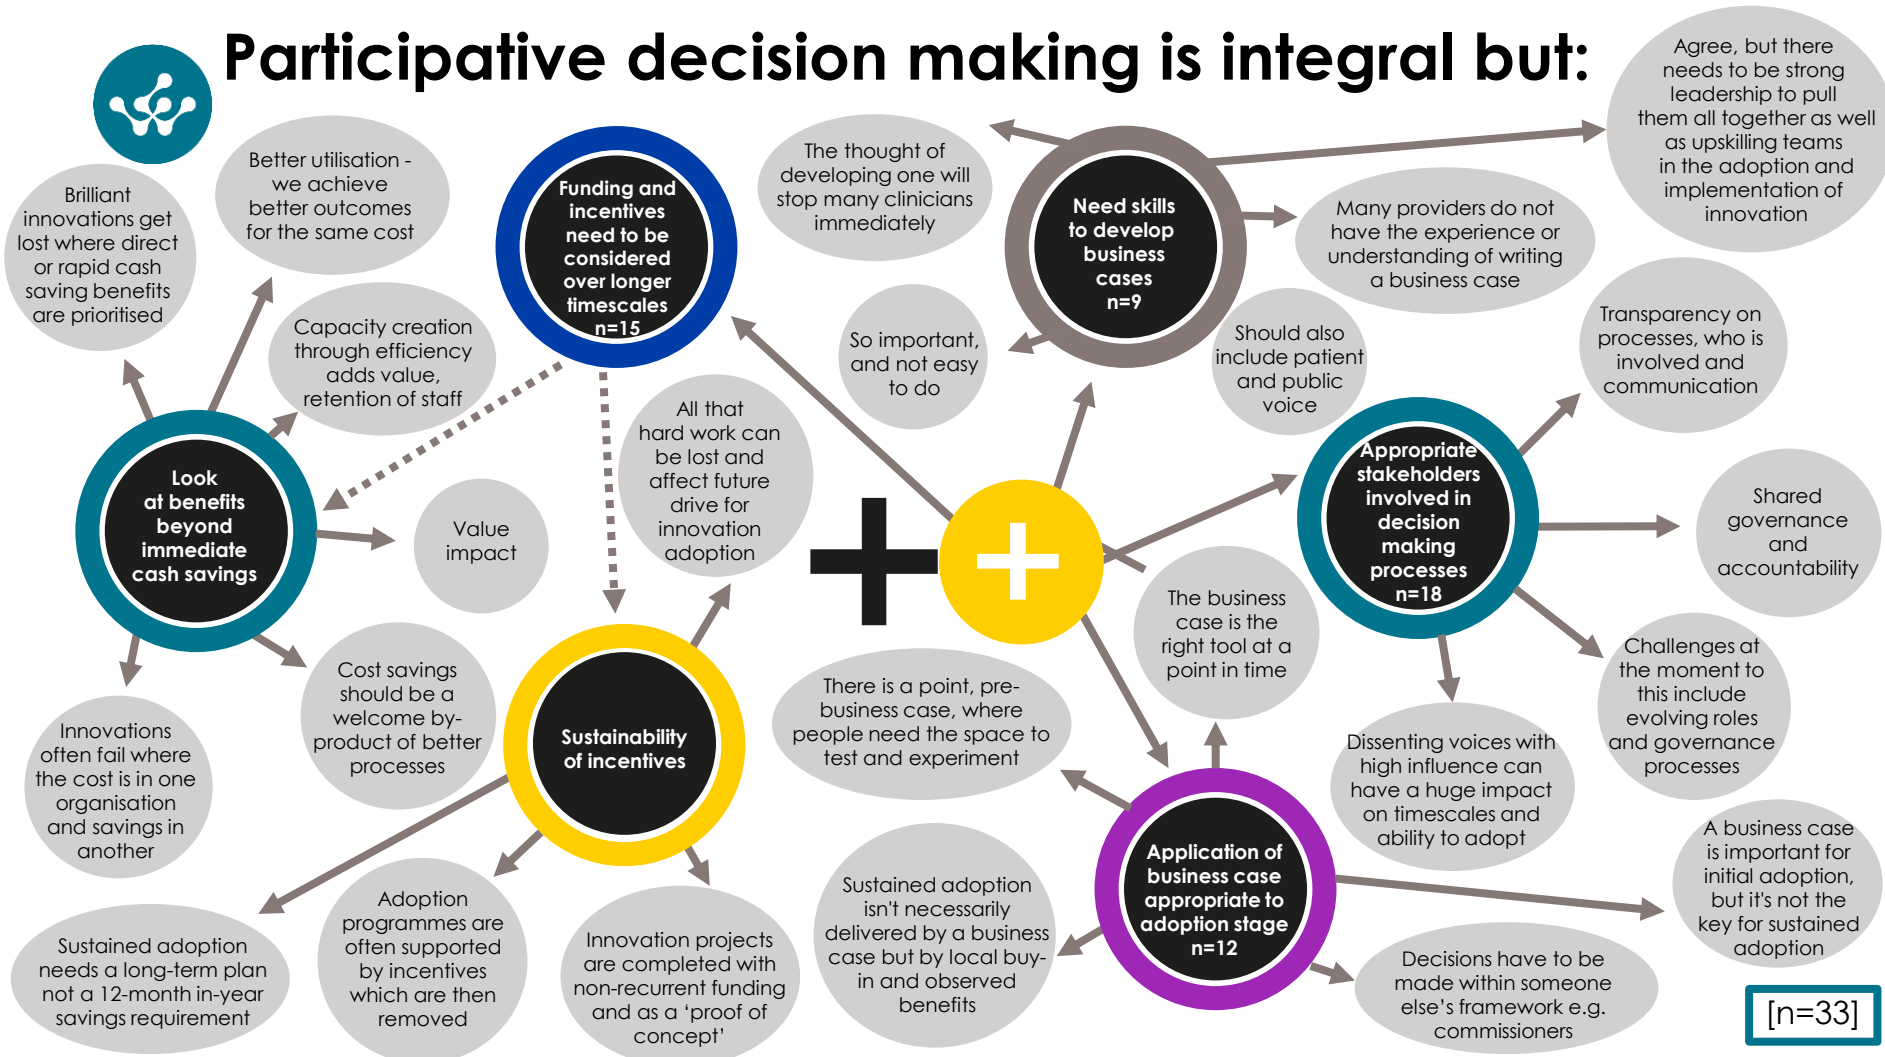 Participative decision making is integral but:
Agree, but there
needs to be strong
leadership to pull
them all together as well
as upskilling teams
in the adoption and
implementation of
innovation
Brilliant
innovations get
lost where direct
or rapid cash
saving benefits
are prioritised
Better utilisation -
we achieve
better outcomes
for the same cost
Funding and
incentives
need to be
considered
over longer
timescales
n=15
The thought of
developing one will
stop many clinicians
immediately
Need skills
to develop
business
cases
n=9
Many providers do not
have the experience or
understanding of writing
a business case
Capacity creation
through efficiency
adds value,
retention of staff
So important,
and not easy
to do
Should also
include patient
and public
voice
Transparency on
processes, who is
involved and
communication
Look
at benefits
beyond
immediate
cash savings
Value
impact
All that
hard work can
be lost and
affect future
drive for
innovation
adoption
Appropriate
stakeholders
involved in
decision
making
processes
n=18
Shared
governance
and
accountability
The business
case is the
right tool at a
point in time
Challenges at
the moment to
this include
evolving roles
and governance
processes
Innovations
often fail where
the cost is in one
organisation
and savings in
another
Cost savings
should be a
welcome by-
product of better
processes
Sustainability
of incentives
There is a point, pre-
business case, where
people need the space to
test and experiment
Dissenting voices with
high influence can
have a huge impact
on timescales and
ability to adopt
Application of
business case
appropriate to
adoption stage
n=12
A business case
is important for
initial adoption,
but it's not the
key for sustained
adoption
Sustained adoption
needs a long-term plan
not a 12-month in-year
savings requirement
Adoption
programmes are
often supported
by incentives
which are then
removed
Innovation projects
are completed with
non-recurrent funding
and as a ‘proof of
concept’
Sustained adoption
isn't necessarily
delivered by a business
case but by local buy-
in and observed
benefits
Decisions have to be
made within someone
else’s framework e.g.
commissioners
[n=33]